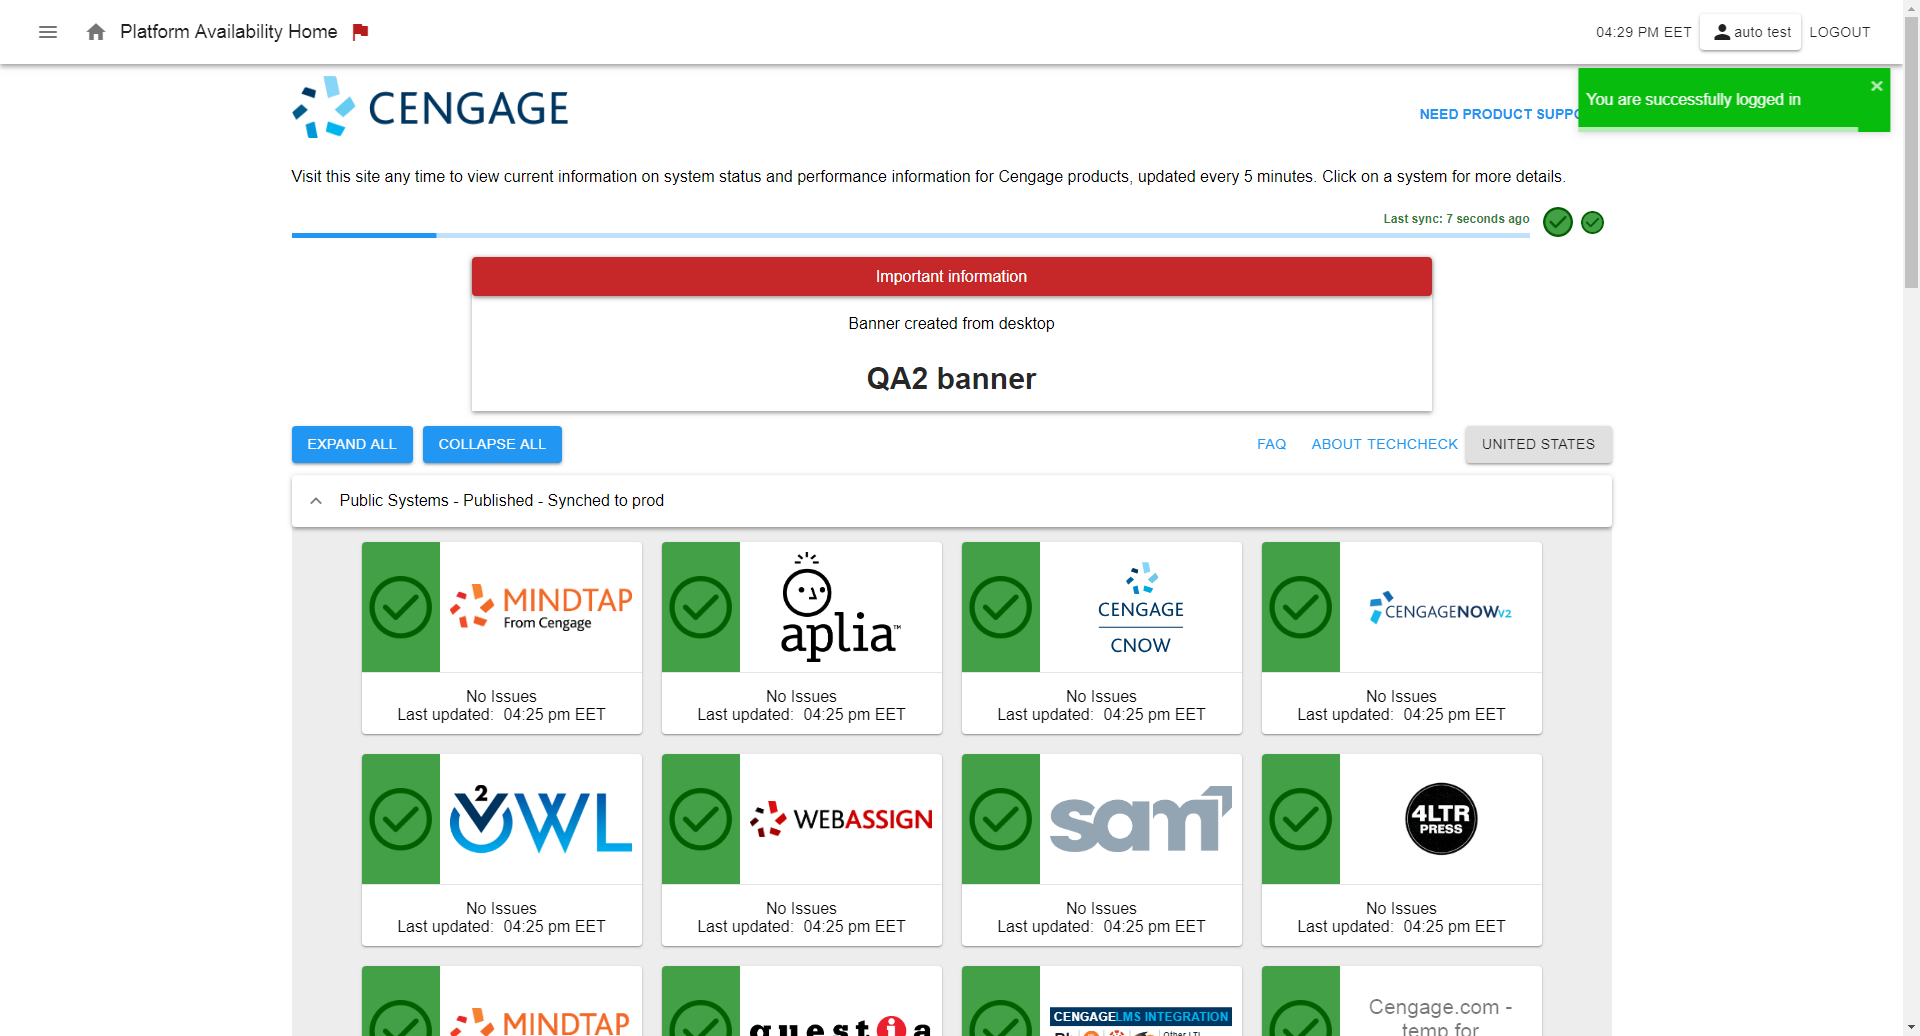 Platform Availability Home
04:29 PM EET
auto test
LOGOUT
You are successfully logged in
CENGAGE
NEED PRODUCT SUPPO
Visit this site any time to view current information on system status and performance information for Cengage products, updated every 5 minutes. Click on a system for more details.
Last sync: 7 seconds ago
Important information
Banner created from desktop
QA2 banner
EXPAND ALL
COLLAPSE ALL
FAQ
ABOUT TECHCHECK
UNITED STATES
Public Systems - Published - Synched to prod
MINDTAP
From Cengage
No Issues
Last updated: 04:25 pm EET
aplia™
No Issues
Last updated: 04:25 pm EET
CENGAGE
CNOW
No Issues
Last updated: 04:25 pm EET
CENGAGENOWv2
No Issues
Last updated: 04:25 pm EET
OWL
2
No Issues
Last updated: 04:25 pm EET
WEBASSIGN
No Issues
Last updated: 04:25 pm EET
sam
No Issues
Last updated: 04:25 pm EET
4LTR
PRESS
No Issues
Last updated: 04:25 pm EET
MINDTAP
questia
CENGAGELMS INTEGRATION
Other LTI
Cengage.com -
temp for